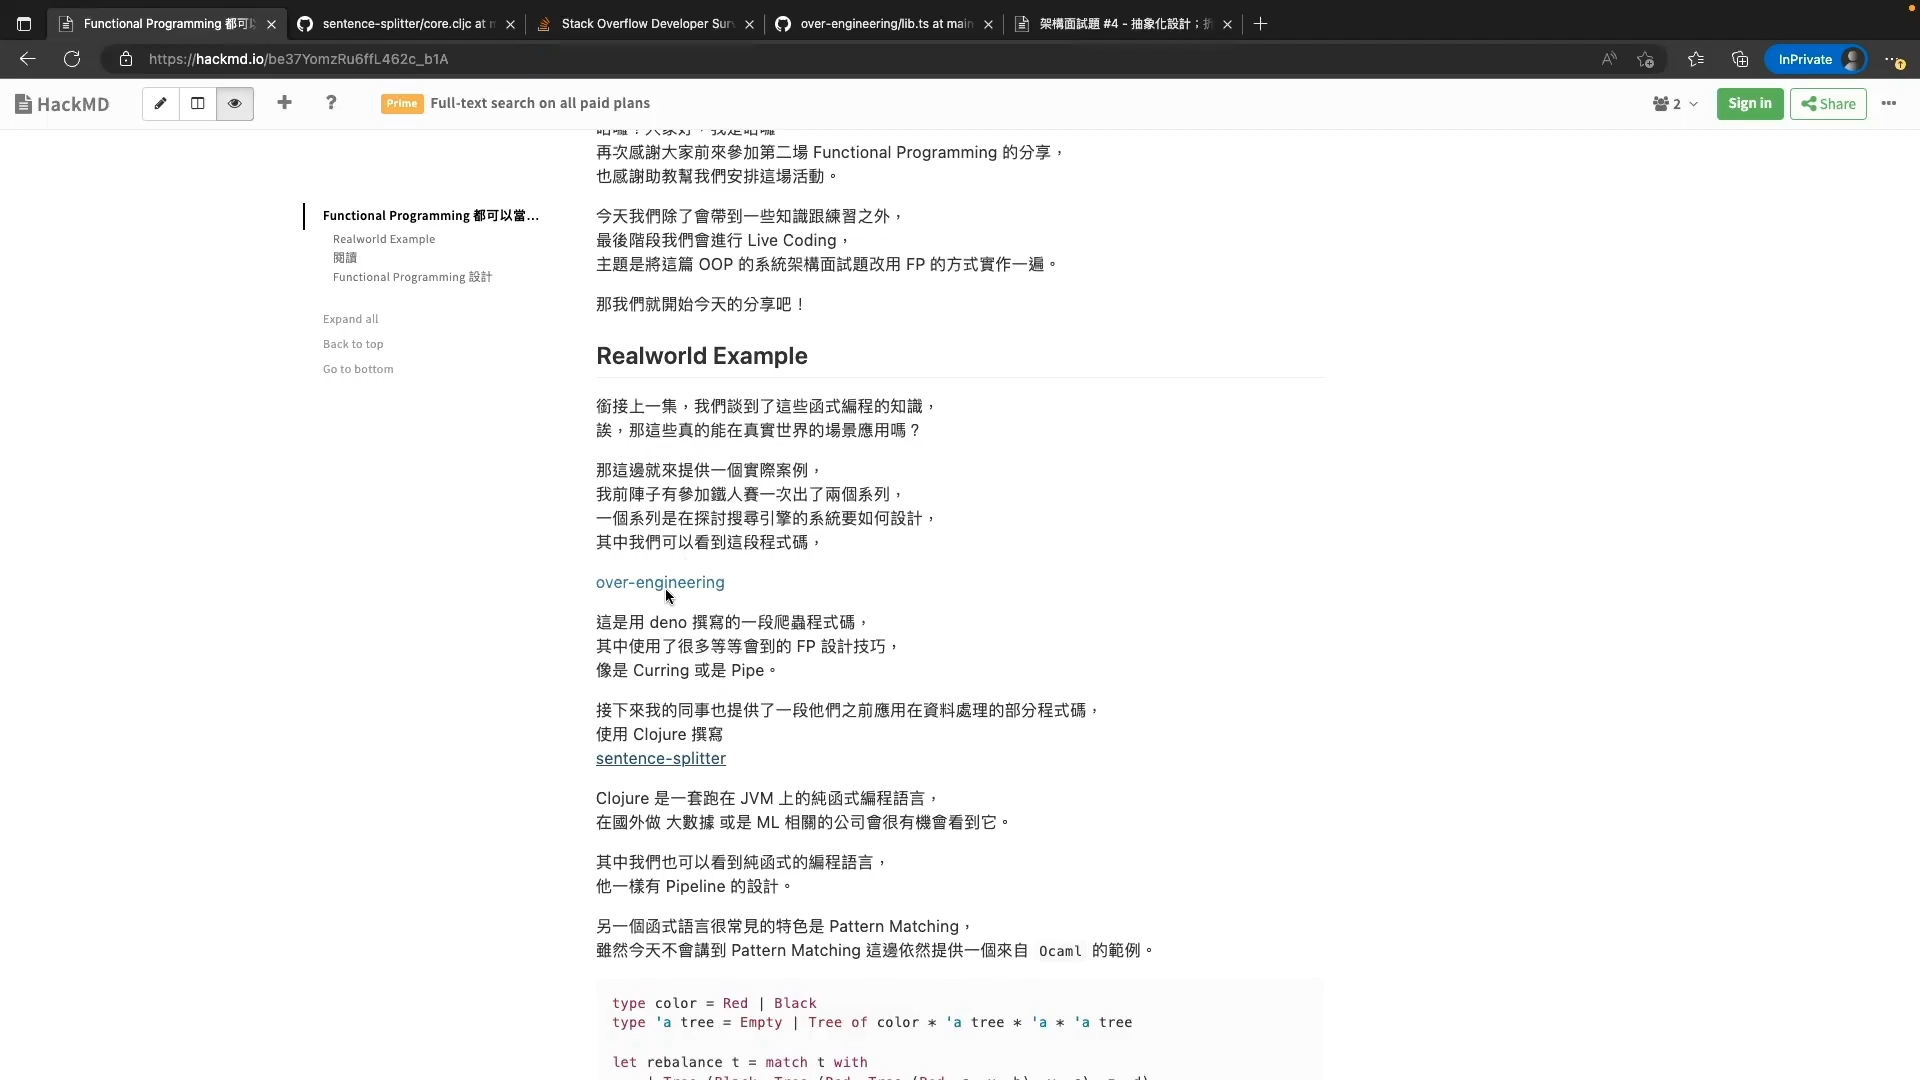 Functional Programming 都可
sentence-splitter/core.cljc at m
Stack Overflow Developer Sur
over-engineering/lib.ts at main
架構面試題 #4 - 抽象化設計；
https://hackmd.io/be37YomzRu6ffL462c_b1A
InPrivate
HackMD
Prime Full-text search on all paid plans
2
Sign in
Share
哈囉！大家好，我是哈囉
再次感謝大家前來參加第二場 Functional Programming 的分享，
也感謝助教幫我們安排這場活動。
Functional Programming 都可以當...
Realworld Example
閱讀
Functional Programming 設計
Expand all
Back to top
Go to bottom
今天我們除了會帶到一些知識跟練習之外，
最後階段我們會進行 Live Coding，
主題是將這篇 OOP 的系統架構面試題改用 FP 的方式實作一遍。
那我們就開始今天的分享吧！
Realworld Example
銜接上一集，我們談到了這些函式編程的知識，
誒，那這些真的能在真實世界的場景應用嗎？
那這邊就來提供一個實際案例，
我前陣子有參加鐵人賽一次出了兩個系列，
一個系列是在探討搜尋引擎的系統要如何設計，
其中我們可以看到這段程式碼，
over-engineering
這是用 deno 撰寫的一段爬蟲程式碼，
其中使用了很多等等會到的 FP 設計技巧，
像是 Curring 或是 Pipe。
接下來我的同事也提供了一段他們之前應用在資料處理的部分程式碼，
使用 Clojure 撰寫
sentence-splitter
Clojure 是一套跑在 JVM 上的純函式編程語言，
在國外做 大數據 或是 ML 相關的公司會很有機會看到它。
其中我們也可以看到純函式的編程語言，
他一樣有 Pipeline 的設計。
另一個函式語言很常見的特色是 Pattern Matching，
雖然今天不會講到 Pattern Matching 這邊依然提供一個來自 Ocaml 的範例。
type color = Red | Black
type 'a tree = Empty | Tree of color * 'a tree * 'a * 'a tree
let rebalance t = match t with